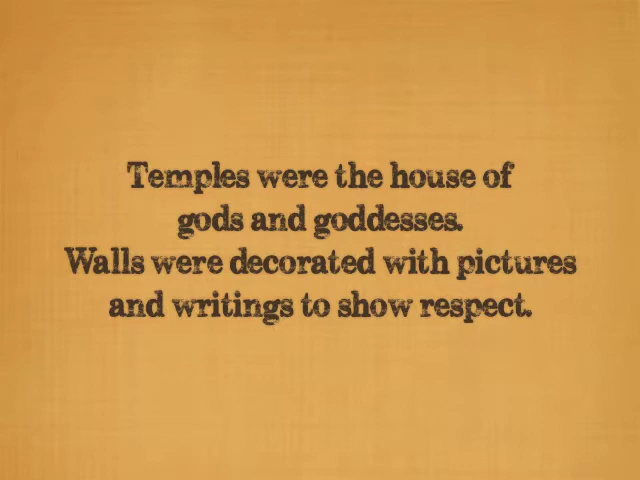 Temples were the house of
gods and goddesses.
Walls were decorated with pictures
and writings to show respect.